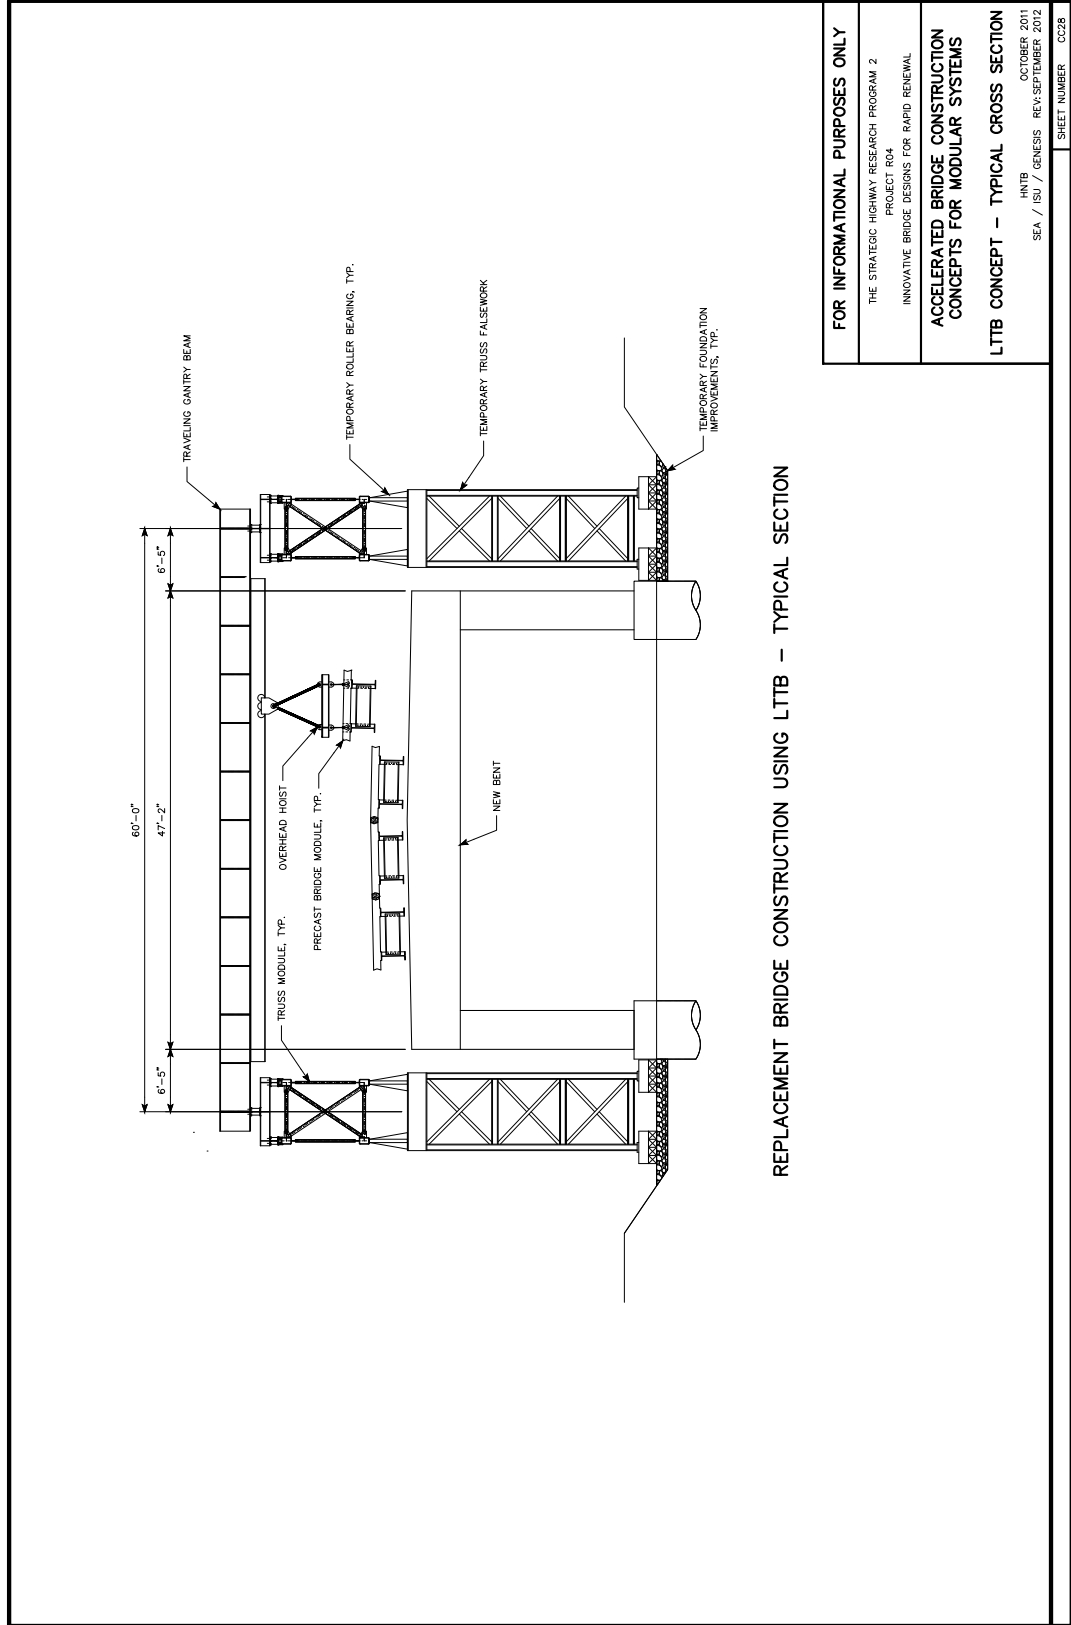 60'-0"
6'-5"
47'-2"
6'-5"
TRAVELING GANTRY BEAM
TRUSS MODULE, TYP.
OVERHEAD HOIST
PRECAST BRIDGE MODULE, TYP.
TEMPORARY ROLLER BEARING, TYP.
TEMPORARY TRUSS FALSEWORK
NEW BENT
TEMPORARY FOUNDATION
IMPROVEMENTS, TYP.
REPLACEMENT BRIDGE CONSTRUCTION USING LTTB – TYPICAL SECTION
FOR INFORMATIONAL PURPOSES ONLY
THE STRATEGIC HIGHWAY RESEARCH PROGRAM 2
PROJECT R04
INNOVATIVE BRIDGE DESIGNS FOR RAPID RENEWAL
ACCELERATED BRIDGE CONSTRUCTION
CONCEPTS FOR MODULAR SYSTEMS
LTTB CONCEPT – TYPICAL CROSS SECTION
HNTB OCTOBER 2011
SEA / ISU / GENESIS REV: SEPTEMBER 2012
SHEET NUMBER CC28